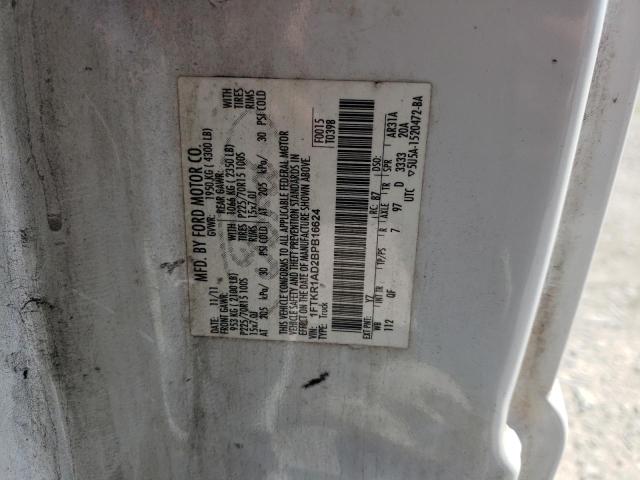 MFD. BY FORD MOTOR CO.
11/11 GVWR: 1950 KG ( 4300 LB)
FRONT GAWR: REAR GAWR: WITH
953 KG ( 2100 LB) 1066 KG ( 2350 LB) TIRES
P225/70R15 100S P225/70R15 100S RIMS
15x7.0J 15x7.0J
AT 205 kPa/ 30 PSI COLD AT 205 kPa/ 30 PSI COLD
THIS VEHICLE CONFORMS TO ALL APPLICABLE FEDERAL MOTOR
VEHICLE SAFETY AND THEFT PREVENTION STANDARDS IN
EFFECT ON THE DATE OF MANUFACTURE SHOWN ABOVE.
VIN: 1FTKR1AD2BPB16624 F0015
TYPE: Truck T0398
EXT PNT: YZ RC: 87 DSO:
WB INT TR TP/PS R AXLE TR SPR AR31A
112 QF 7 97 D 3333 20A
UTC ▽5U5A-1520472-BA